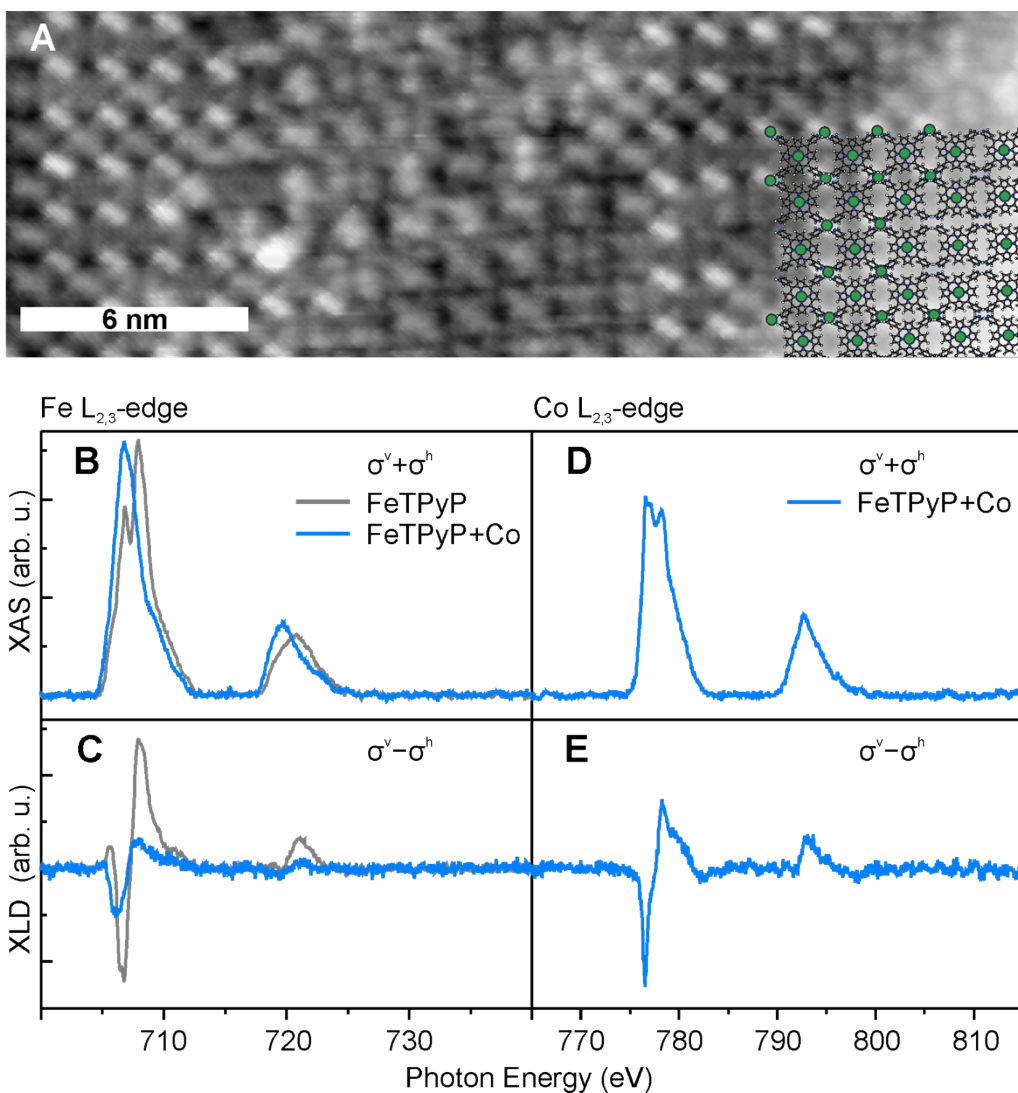 A
6 nm
Fe L2,3-edge
Co L2,3-edge
B
σᵛ+σʰ
FeTPyP
FeTPyP+Co
D
σᵛ+σʰ
FeTPyP+Co
XAS (arb. u.)
C
σᵛ−σʰ
E
σᵛ−σʰ
XLD (arb. u.)
710 720 730 770 780 790 800 810
Photon Energy (eV)